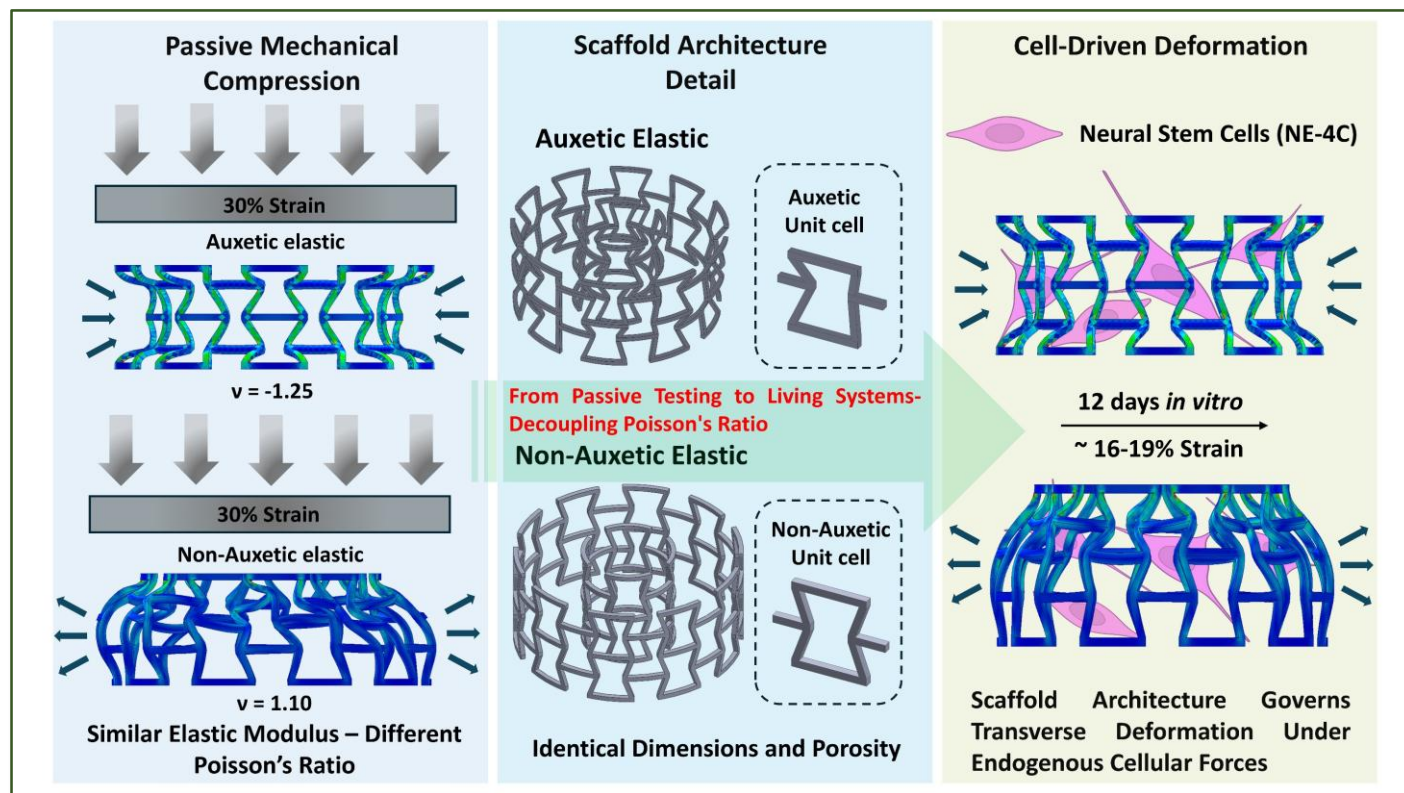 Passive Mechanical
Compression
30% Strain
Auxetic elastic
ν = -1.25
30% Strain
Non-Auxetic elastic
ν = 1.10
Similar Elastic Modulus – Different
Poisson's Ratio
Scaffold Architecture
Detail
Auxetic Elastic
Auxetic
Unit cell
From Passive Testing to Living Systems-
Decoupling Poisson's Ratio
Non-Auxetic Elastic
Non-Auxetic
Unit cell
Identical Dimensions and Porosity
Cell-Driven Deformation
Neural Stem Cells (NE-4C)
12 days in vitro
~ 16-19% Strain
Scaffold Architecture Governs
Transverse Deformation Under
Endogenous Cellular Forces